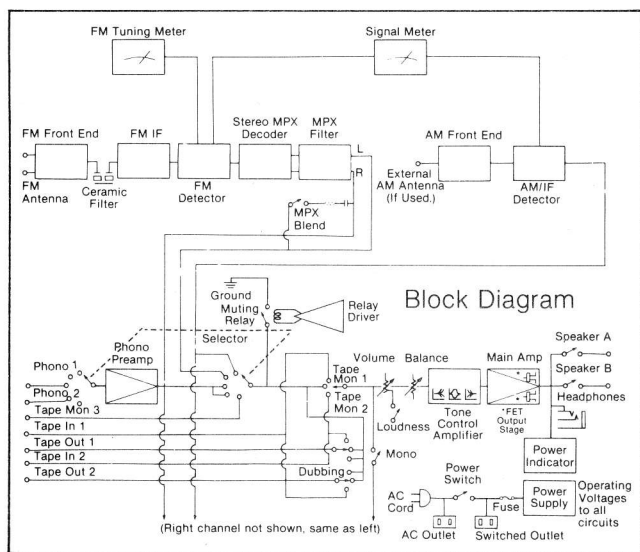 FM Tuning Meter
Signal Meter
FM Front End
FM IF
Stereo MPX
Decoder
MPX
Filter
L
R
AM Front End
FM
Antenna
Ceramic
Filter
FM
Detector
External
AM Antenna
(If Used.)
AM/IF
Detector
MPX
Blend
Block Diagram
Ground
Muting
Relay
Relay
Driver
Selector
Phono 1
Phono
Preamp
Phono 2
Tape Mon 3
Tape In 1
Tape Out 1
Tape In 2
Tape Out 2
Tape
Mon 1
Tape
Mon 2
Dubbing
Volume
Balance
Loudness
Mono
Tone
Control
Amplifier
Main Amp
*FET
Output
Stage
Speaker A
Speaker B
Headphones
Power
Indicator
AC
Cord
Power
Switch
Fuse
AC Outlet
Switched Outlet
Power
Supply
Operating
Voltages
to all
circuits
(Right channel not shown, same as left)